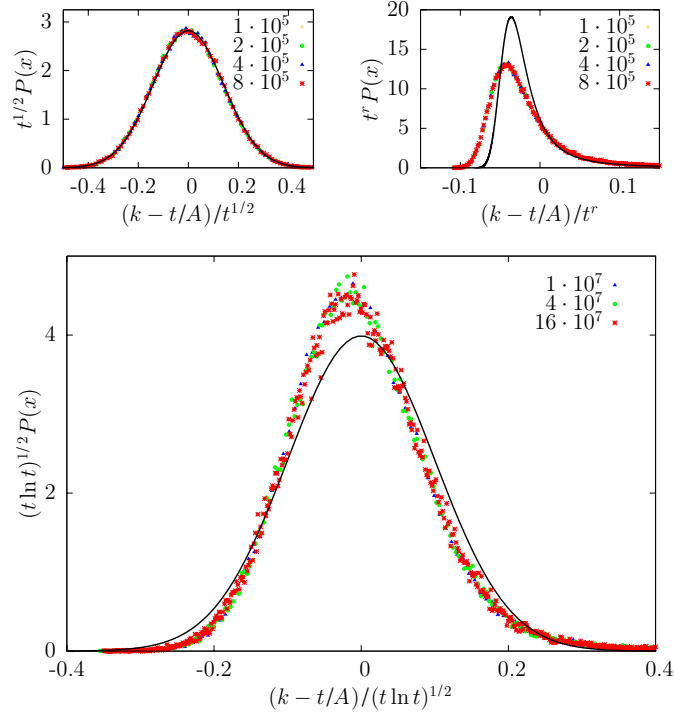 t^{1/2}P(x)
3
2
1
0
1·10^5
2·10^5
4·10^5
8·10^5
-0.4 -0.2 0 0.2 0.4
(k − t/A)/t^{1/2}
t^r P(x)
20
15
10
5
0
1·10^5
2·10^5
4·10^5
8·10^5
-0.1 0 0.1
(k − t/A)/t^r
(t ln t)^{1/2}P(x)
4
2
0
1·10^7
4·10^7
16·10^7
-0.4 -0.2 0 0.2 0.4
(k − t/A)/(t ln t)^{1/2}